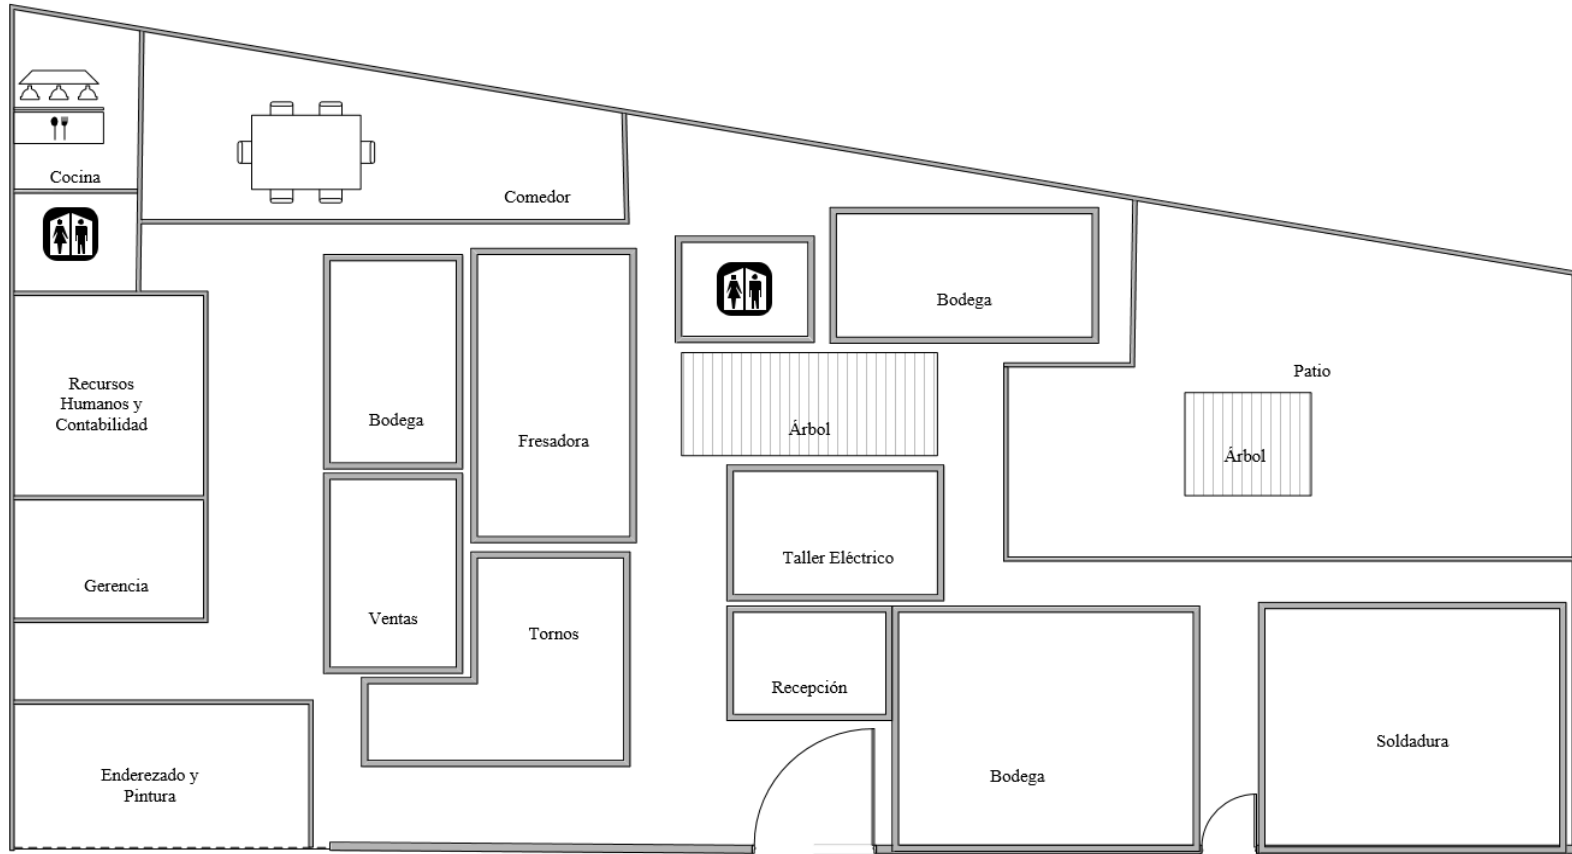 Cocina
Comedor
Bodega
Recursos
Humanos y
Contabilidad
Bodega
Fresadora
Árbol
Patio
Árbol
Gerencia
Ventas
Tornos
Taller Eléctrico
Recepción
Enderezado y
Pintura
Bodega
Soldadura